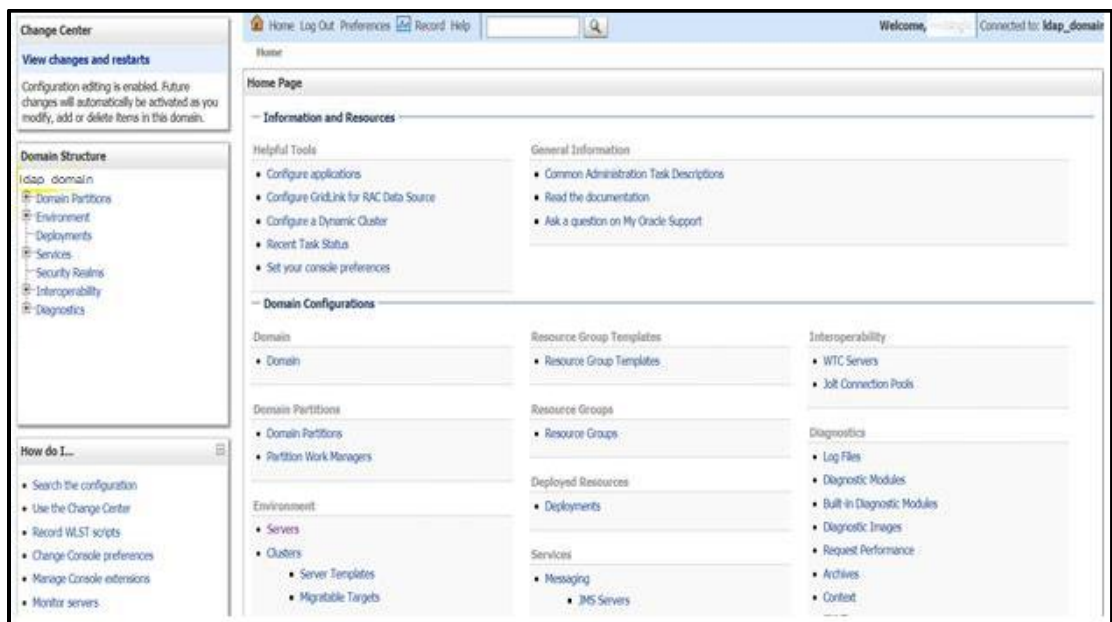 Change Center
View changes and restarts
Configuration editing is enabled. Future
changes will automatically be activated as you
modify, add or delete items in this domain.
Domain Structure
ldap_domain
Domain Partitions
Environment
Deployments
Services
Security Realms
Interoperability
Diagnostics
How do I...
Search the configuration
Use the Change Center
Record WLST scripts
Change Console preferences
Manage Console extensions
Monitor servers
Home Log Out Preferences Record Help
Welcome,
Connected to: ldap_domain
Home
Home Page
Information and Resources
Helpful Tools
Configure applications
Configure GridLink for RAC Data Source
Configure a Dynamic Cluster
Recent Task Status
Set your console preferences
General Information
Common Administration Task Descriptions
Read the documentation
Ask a question on My Oracle Support
Domain Configurations
Domain
Domain
Domain Partitions
Domain Partitions
Partition Work Managers
Environment
Servers
Clusters
Server Templates
Migratable Targets
Resource Group Templates
Resource Group Templates
Resource Groups
Resource Groups
Deployed Resources
Deployments
Services
Messaging
JMS Servers
Interoperability
WTC Servers
Jolt Connection Pools
Diagnostics
Log Files
Diagnostic Modules
Built-in Diagnostic Modules
Diagnostic Images
Request Performance
Archives
Context